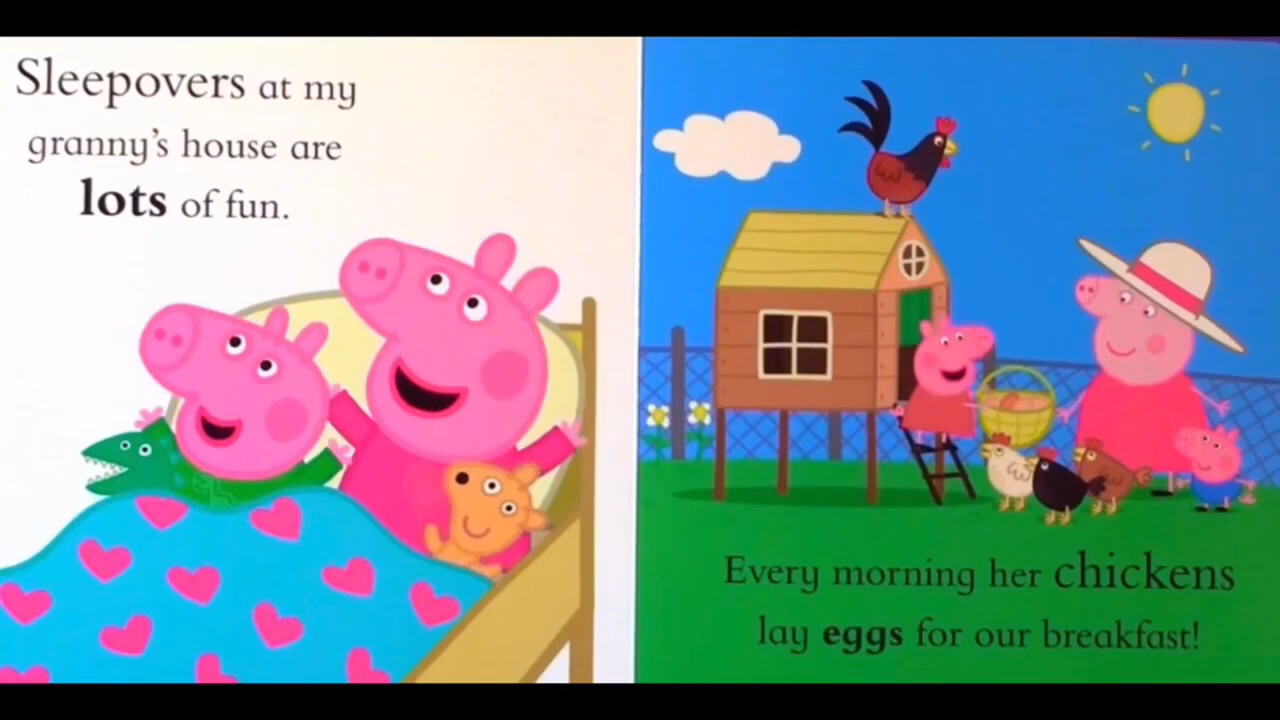 Sleepovers at my
granny's house are
lots of fun.
Every morning her chickens
lay eggs for our breakfast!